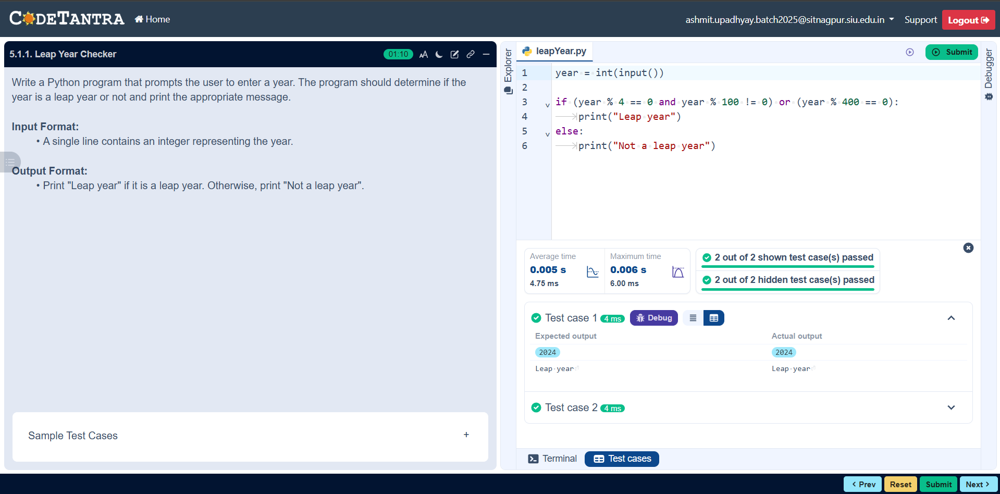 CODETANTRA Home
ashmit.upadhyay.batch2025@sitnagpur.siu.edu.in Support Logout
5.1.1. Leap Year Checker 01:10
Write a Python program that prompts the user to enter a year. The program should determine if the
year is a leap year or not and print the appropriate message.
Input Format:
• A single line contains an integer representing the year.
Output Format:
• Print "Leap year" if it is a leap year. Otherwise, print "Not a leap year".
Sample Test Cases +
Explorer
leapYear.py
Submit
Debugger
1 year = int(input())
2
3 if (year % 4 == 0 and year % 100 != 0) or (year % 400 == 0):
4 print("Leap year")
5 else:
6 print("Not a leap year")
Average time
0.005 s
4.75 ms
Maximum time
0.006 s
6.00 ms
2 out of 2 shown test case(s) passed
2 out of 2 hidden test case(s) passed
Test case 1 4 ms Debug
Expected output Actual output
2024 2024
Leap year Leap year
Test case 2 4 ms
Terminal Test cases
< Prev Reset Submit Next >